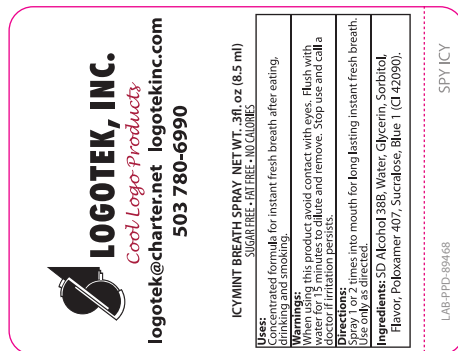 LOGOTEK, INC.
Cool Logo Products
logotek@charter.net logotekinc.com
503 780-6990
ICYMINT BREATH SPRAY NET WT. .3fl.oz (8.5 ml)
SUGAR FREE • FAT FREE • NO CALORIES
Uses:
Concentrated formula for instant fresh breath after eating,
drinking and smoking.
Warnings:
When using this product avoid contact with eyes. Flush with
water for 15 minutes to dilute and remove. Stop use and call a
doctor if irritation persists.
Directions:
Spray 1 or 2 times into mouth for long lasting instant fresh breath.
Use only as directed.
Ingredients: SD Alcohol 38B, Water, Glycerin, Sorbitol,
Flavor, Poloxamer 407, Sucralose, Blue 1 (CI 42090).
LAB-PPD-89468 SPY ICY